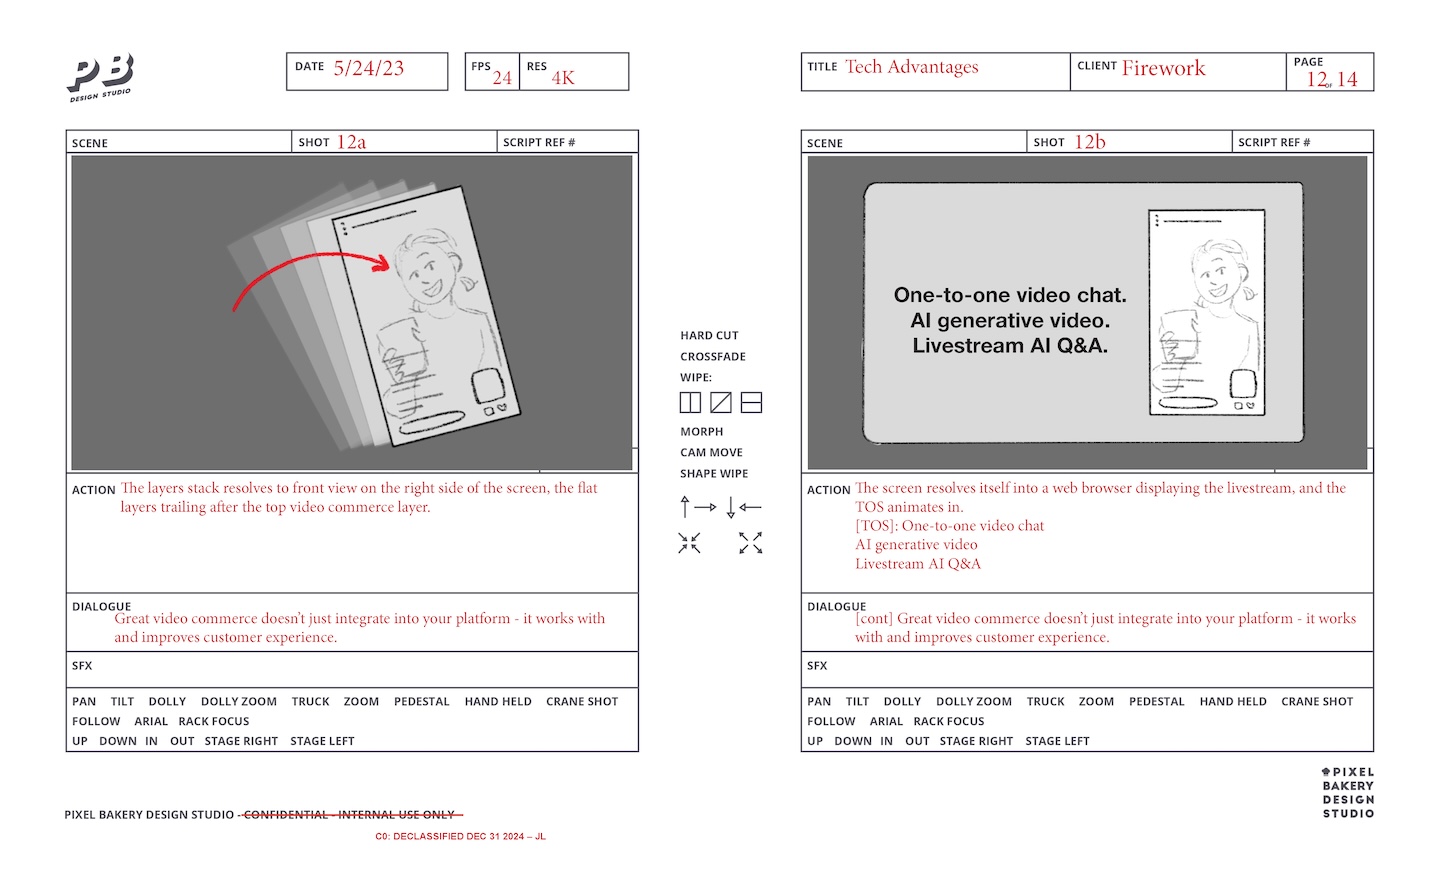 PB
DESIGN STUDIO
DATE 5/24/23
FPS 24
RES 4K
TITLE Tech Advantages
CLIENT Firework
PAGE 12 OF 14
SCENE
SHOT 12a
SCRIPT REF #
ACTION The layers stack resolves to front view on the right side of the screen, the flat
layers trailing after the top video commerce layer.
DIALOGUE
Great video commerce doesn't just integrate into your platform - it works with
and improves customer experience.
SFX
PAN TILT DOLLY DOLLY ZOOM TRUCK ZOOM PEDESTAL HAND HELD CRANE SHOT
FOLLOW ARIAL RACK FOCUS
UP DOWN IN OUT STAGE RIGHT STAGE LEFT
HARD CUT
CROSSFADE
WIPE:
MORPH
CAM MOVE
SHAPE WIPE
SCENE
SHOT 12b
SCRIPT REF #
One-to-one video chat.
AI generative video.
Livestream AI Q&A.
ACTION The screen resolves itself into a web browser displaying the livestream, and the
TOS animates in.
[TOS]: One-to-one video chat
AI generative video
Livestream AI Q&A
DIALOGUE
[cont] Great video commerce doesn't just integrate into your platform - it works
with and improves customer experience.
SFX
PAN TILT DOLLY DOLLY ZOOM TRUCK ZOOM PEDESTAL HAND HELD CRANE SHOT
FOLLOW ARIAL RACK FOCUS
UP DOWN IN OUT STAGE RIGHT STAGE LEFT
PIXEL BAKERY DESIGN STUDIO - CONFIDENTIAL - INTERNAL USE ONLY
C0: DECLASSIFIED DEC 31 2024 – JL
PIXEL
BAKERY
DESIGN
STUDIO